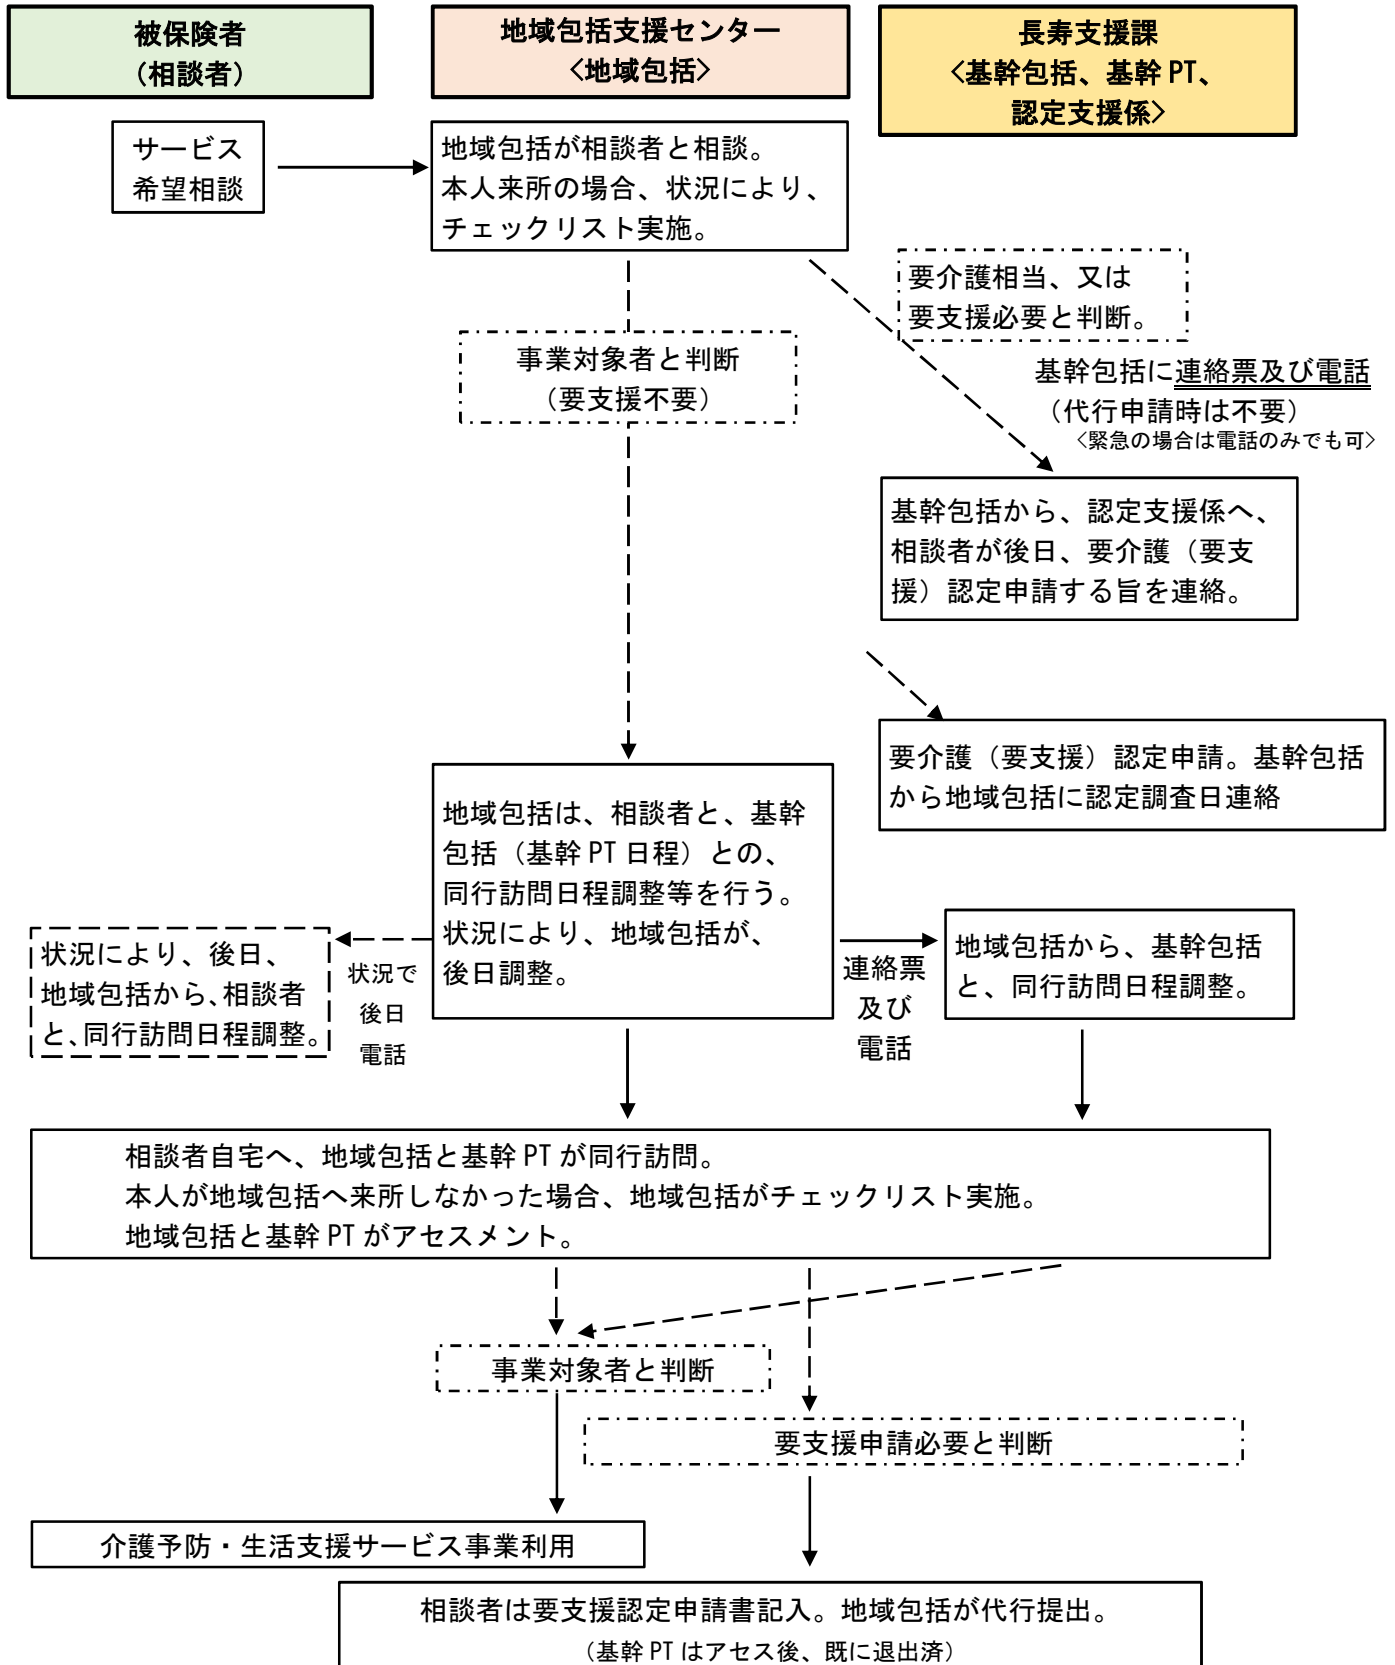 被保険者
（相談者）
地域包括支援センター
<地域包括>
長寿支援課
<基幹包括、基幹 PT、
認定支援係>
サービス
希望相談
地域包括が相談者と相談。
本人来所の場合、状況により、
チェックリスト実施。
要介護相当、又は
要支援必要と判断。
事業対象者と判断
（要支援不要）
基幹包括に連絡票及び電話
（代行申請時は不要）
<緊急の場合は電話のみでも可>
基幹包括から、認定支援係へ、
相談者が後日、要介護（要支
援）認定申請する旨を連絡。
要介護（要支援）認定申請。基幹包括
から地域包括に認定調査日連絡
地域包括は、相談者と、基幹
包括（基幹 PT 日程）との、
同行訪問日程調整等を行う。
状況により、地域包括が、
後日調整。
状況により、後日、
地域包括から、相談者
と、同行訪問日程調整。
状況で
後日
電話
連絡票
及び
電話
地域包括から、基幹包括
と、同行訪問日程調整。
相談者自宅へ、地域包括と基幹 PT が同行訪問。
本人が地域包括へ来所しなかった場合、地域包括がチェックリスト実施。
地域包括と基幹 PT がアセスメント。
事業対象者と判断
要支援申請必要と判断
介護予防・生活支援サービス事業利用
相談者は要支援認定申請書記入。地域包括が代行提出。
（基幹 PT はアセス後、既に退出済）